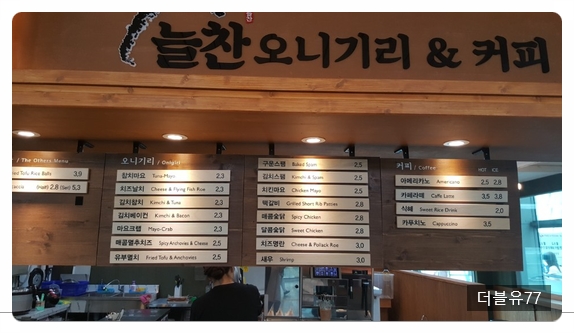 늘찬 오니기리 & 커피
/ The Others Menu
ied Tofu Rice Balls 3,9
(Half) 2,8 (Set) 5,3
오니기리 / Onigiri
참치마요 Tuna-Mayo 2,3
치즈날치 Cheese & Flying Fish Rice 2,3
김치참치 Kimchi & Tuna 2,3
김치베이컨 Kimchi & Bacon 2,3
마요크랩 Mayo-Crab 2,3
매콤멸추치즈 Spicy Anchovies & Cheese 2,5
유부멸치 Fried Tofu & Anchovies 2,5
구운스팸 Baked Spam 2,5
김치스팸 Kimchi & Spam 2,5
치킨마요 Chicken Mayo 2,5
떡갈비 Grilled Short Rib Patties 2,8
매콤숯닭 Spicy Chicken 2,8
달콤숯닭 Sweet Chicken 2,8
치즈명란 Cheese & Pollack Roe 3,0
새우 Shrimp 3,0
커피 / Coffee HOT ICE
아메리카노 Americano 2,5 2,8
카페라떼 Caffe Latte 3,5 3,8
식혜 Sweet Rice Drink 2,0
카푸치노 Cappuccino 3,5
더블유77